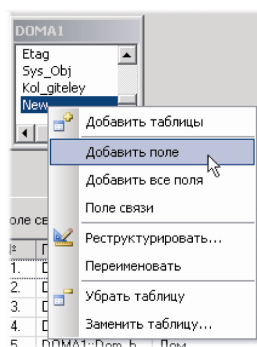 DOMA1
Etag
Sys_Obj
Kol_giteley
New
Добавить таблицы
Добавить поле
Добавить все поля
Поле связи
Реструктурировать...
Переименовать
Убрать таблицу
Заменить таблицу...
оле
1.
2.
3.
4.
5. DOMA1::Dom_b Дом